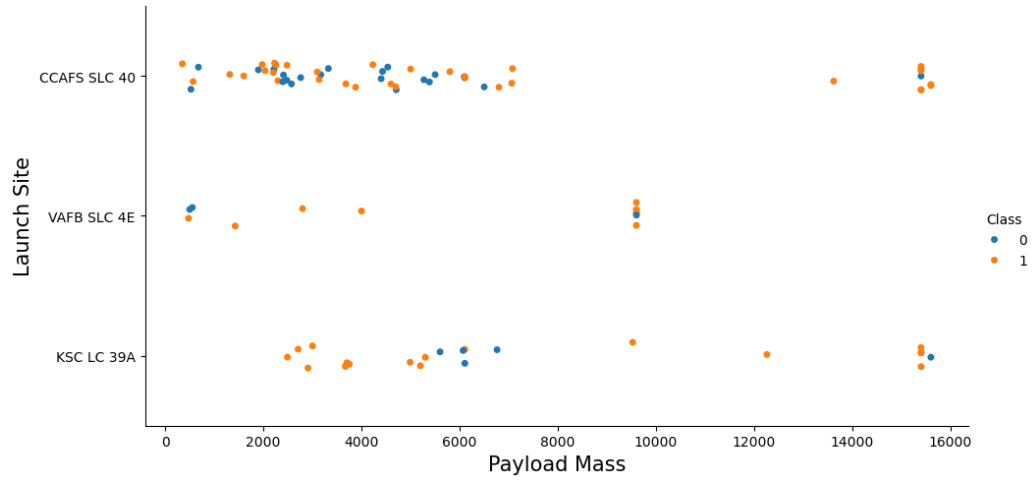 CCAFS SLC 40
VAFB SLC 4E
KSC LC 39A
Launch Site
0 2000 4000 6000 8000 10000 12000 14000 16000
Payload Mass
Class
0
1